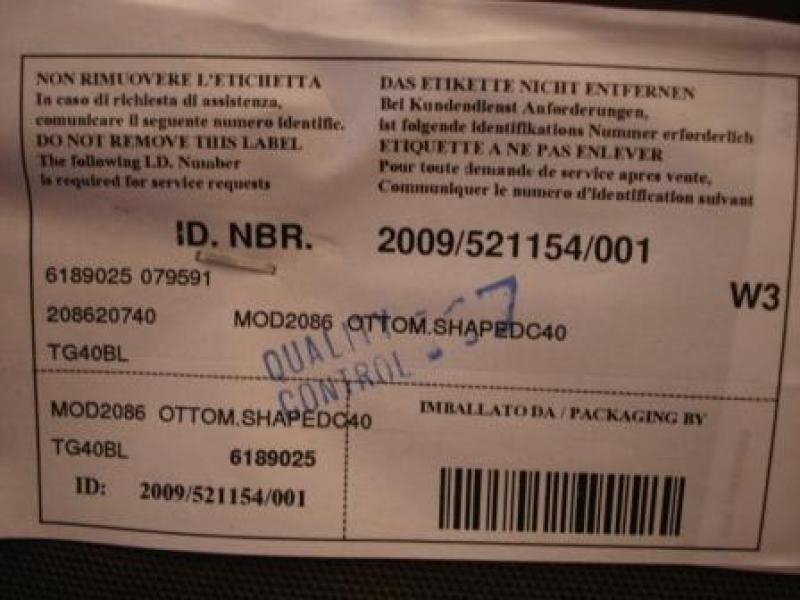 NON RIMUOVERE L'ETICHETTA
In caso di richiesta di assistenza,
comunicare il seguente numero identific.
DO NOT REMOVE THIS LABEL
The following I.D. Number
is required for service requests
DAS ETIKETTE NICHT ENTFERNEN
Bei Kundendienst Anforderungen,
ist folgende Identifikations Nummer erforderlich
ETIQUETTE A NE PAS ENLEVER
Pour toute demande de service apres vente,
Communiquer le numero d'identification suivant
ID. NBR. 2009/521154/001
W3
6189025 079591
208620740 MOD2086 OTTOM.SHAPEDC40
TG40BL
QUALITY
CONTROL
MOD2086 OTTOM.SHAPEDC40
TG40BL
6189025
ID: 2009/521154/001
IMBALLATO DA / PACKAGING BY